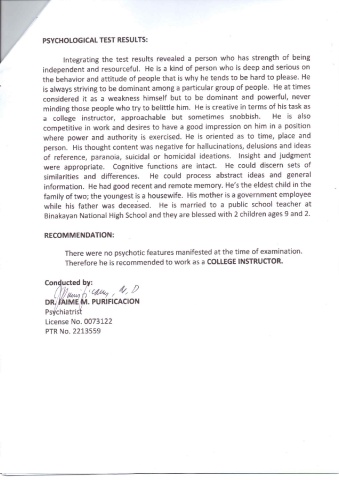 PSYCHOLOGICAL TEST RESULTS:
Integrating the test results revealed a person who has strength of being
independent and resourceful. He is a kind of person who is deep and serious on
the behavior and attitude of people that is why he tends to be hard to please. He
is always striving to be dominant among a particular group of people. He at times
considered it as a weakness himself but to be dominant and powerful, never
minding those people who try to belittle him. He is creative in terms of his task as
a college instructor, approachable but sometimes snobbish. He is also
competitive in work and desires to have a good impression on him in a position
where power and authority is exercised. He is oriented as to time, place and
person. His thought content was negative for hallucinations, delusions and ideas
of reference, paranoia, suicidal or homicidal ideations. Insight and judgment
were appropriate. Cognitive functions are intact. He could discern sets of
similarities and differences. He could process abstract ideas and general
information. He had good recent and remote memory. He's the eldest child in the
family of two; the youngest is a housewife. His mother is a government employee
while his father was deceased. He is married to a public school teacher at
Binakayan National High School and they are blessed with 2 children ages 9 and 2.
RECOMMENDATION:
There were no psychotic features manifested at the time of examination.
Therefore he is recommended to work as a COLLEGE INSTRUCTOR.
Conducted by:
DR. JAIME M. PURIFICACION
Psychiatrist
License No. 0073122
PTR No. 2213559